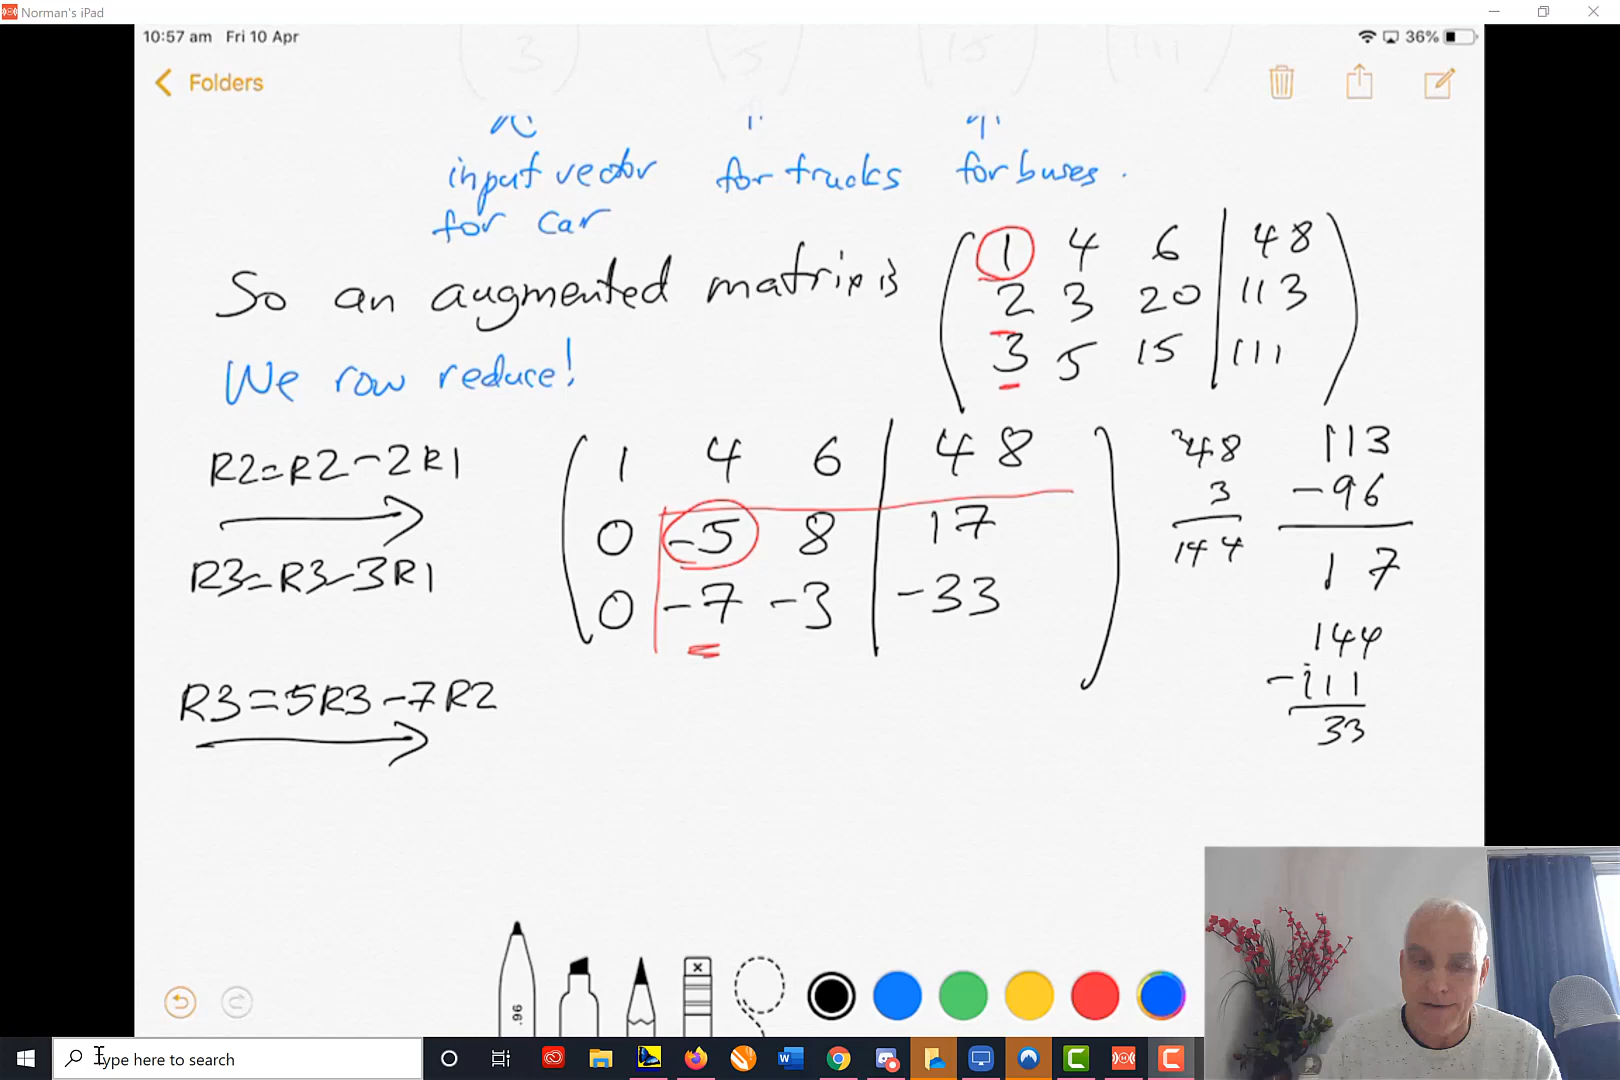 Norman's iPad
10:57 am Fri 10 Apr
36%
Folders
input vector for trucks for buses.
for car
So an augmented matrix is
1 4 6 48
2 3 20 113
3 5 15 111
We row reduce!
R2=R2-2R1
R3=R3-3R1
1 4 6 48
0 -5 8 17
0 -7 -3 -33
48
3
144
113
-96
17
144
-111
33
R3=5R3-7R2
96
Type here to search